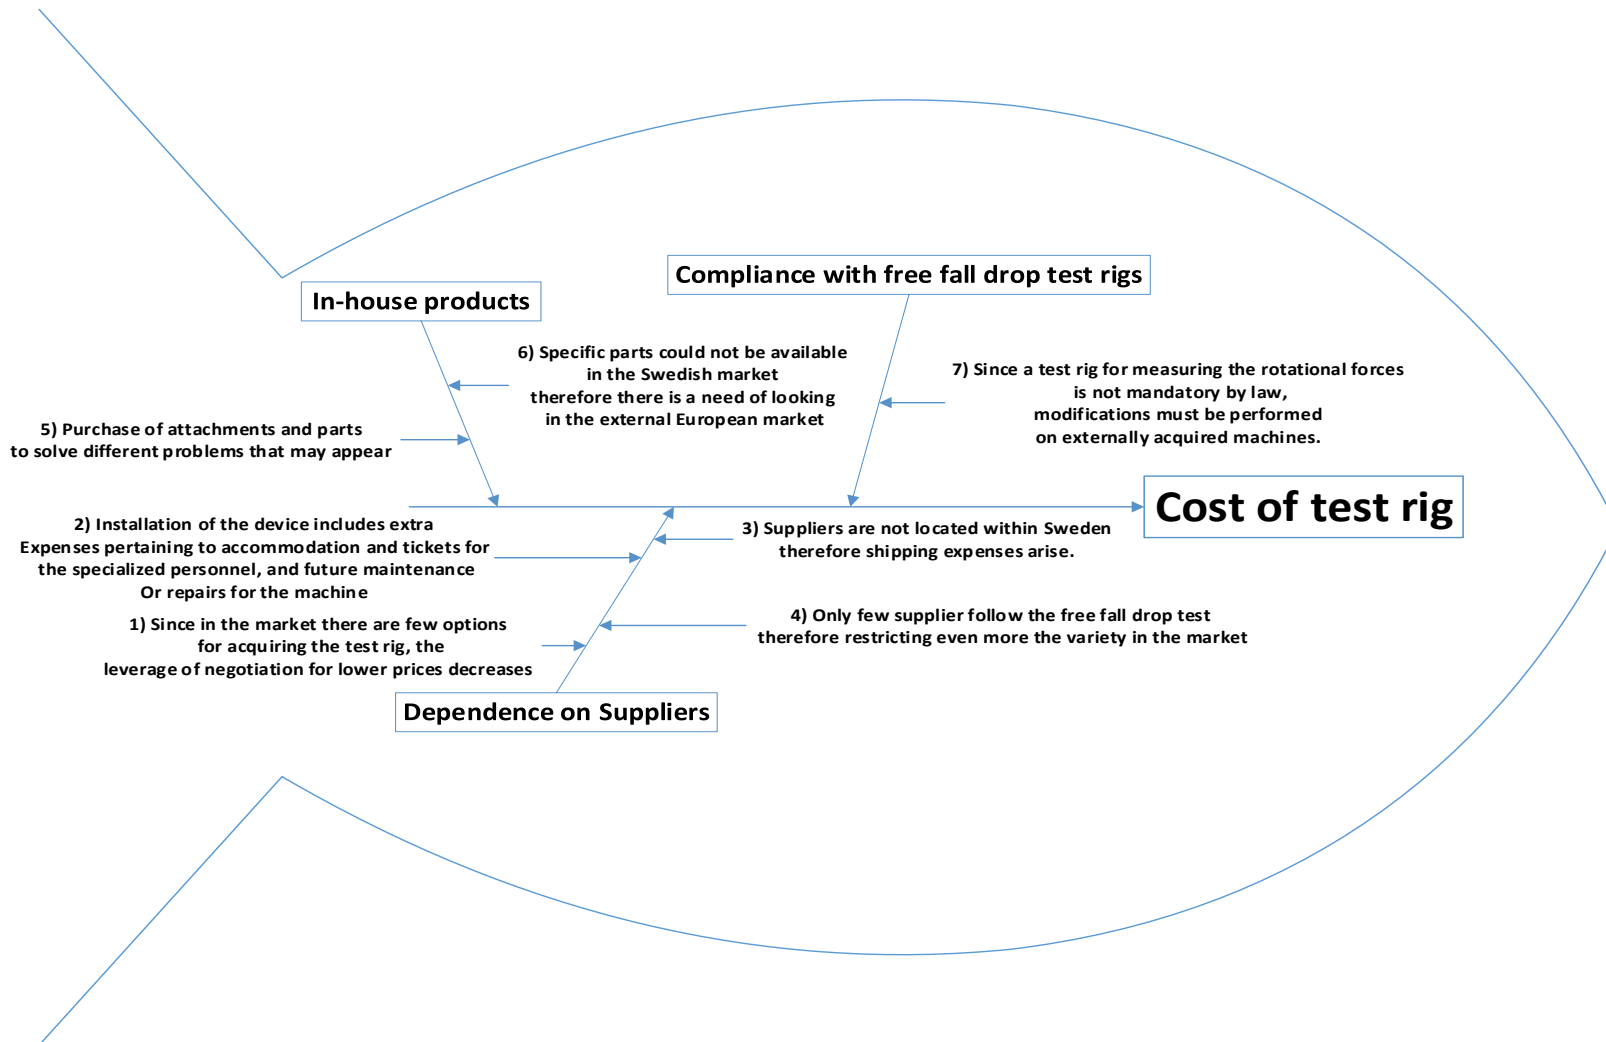 Compliance with free fall drop test rigs
In-house products
6) Specific parts could not be available
in the Swedish market
therefore there is a need of looking
in the external European market
7) Since a test rig for measuring the rotational forces
is not mandatory by law,
modifications must be performed
on externally acquired machines.
5) Purchase of attachments and parts
to solve different problems that may appear
Cost of test rig
2) Installation of the device includes extra
Expenses pertaining to accommodation and tickets for
the specialized personnel, and future maintenance
Or repairs for the machine
3) Suppliers are not located within Sweden
therefore shipping expenses arise.
1) Since in the market there are few options
for acquiring the test rig, the
leverage of negotiation for lower prices decreases
4) Only few supplier follow the free fall drop test
therefore restricting even more the variety in the market
Dependence on Suppliers